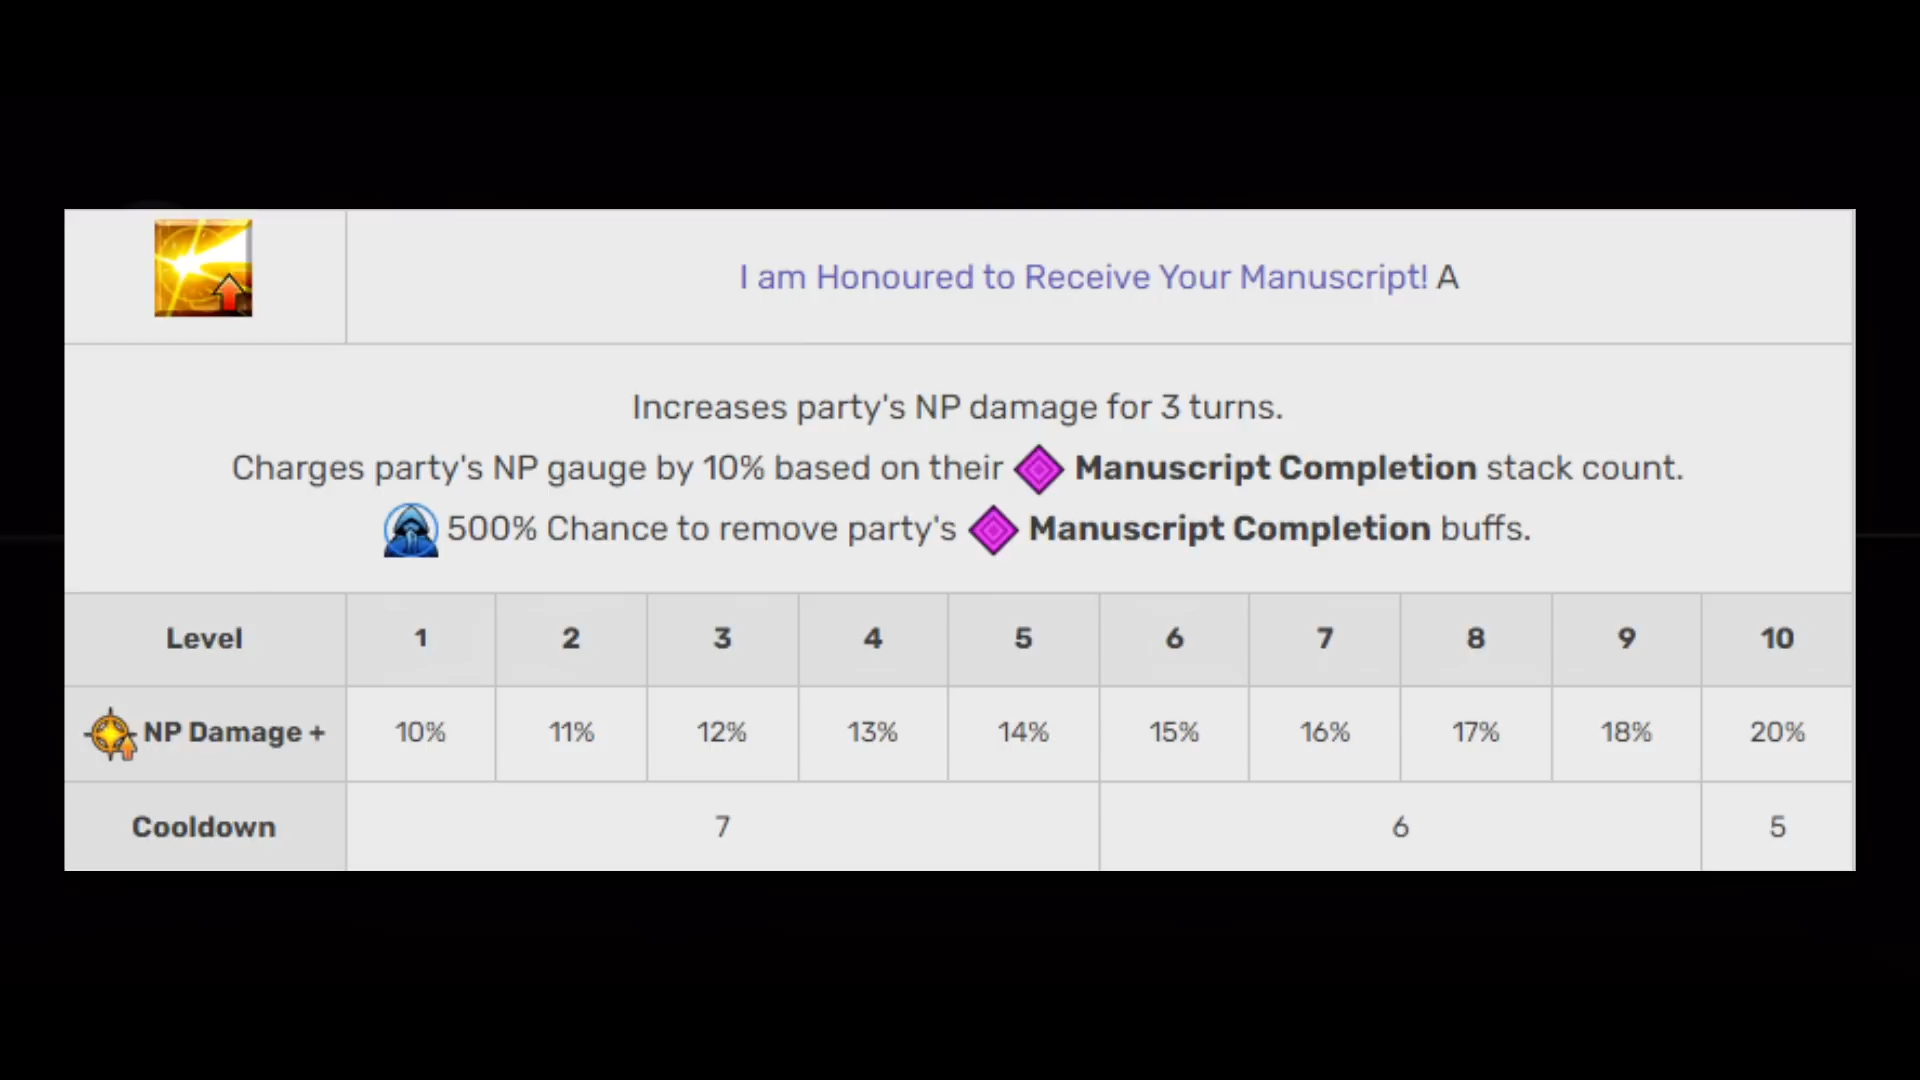 I am Honoured to Receive Your Manuscript! A
Increases party's NP damage for 3 turns.
Charges party's NP gauge by 10% based on their Manuscript Completion stack count.
500% Chance to remove party's Manuscript Completion buffs.
Level 1 2 3 4 5 6 7 8 9 10
NP Damage + 10% 11% 12% 13% 14% 15% 16% 17% 18% 20%
Cooldown 7 6 5